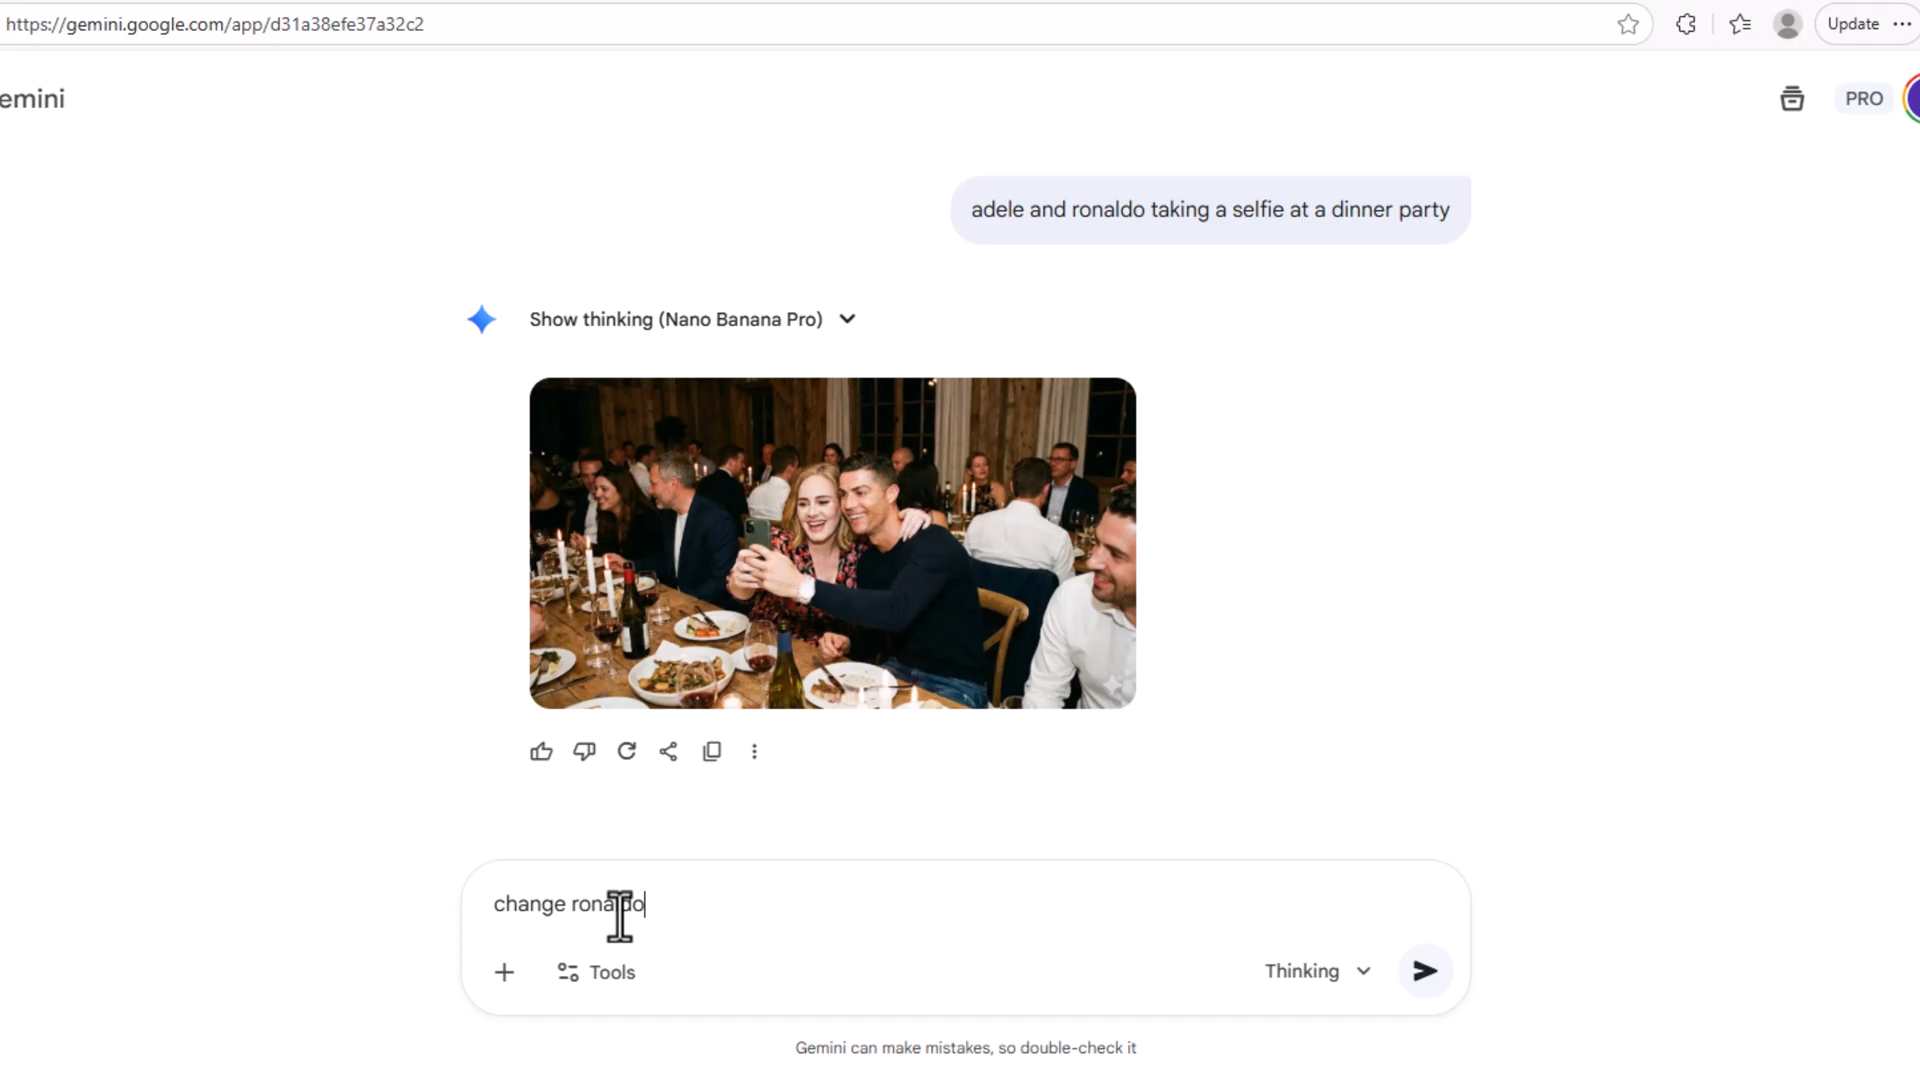 https://gemini.google.com/app/d31a38efe37a32c2
Update
emini
PRO
adele and ronaldo taking a selfie at a dinner party
Show thinking (Nano Banana Pro)
change ronaldo
Tools
Thinking
Gemini can make mistakes, so double-check it